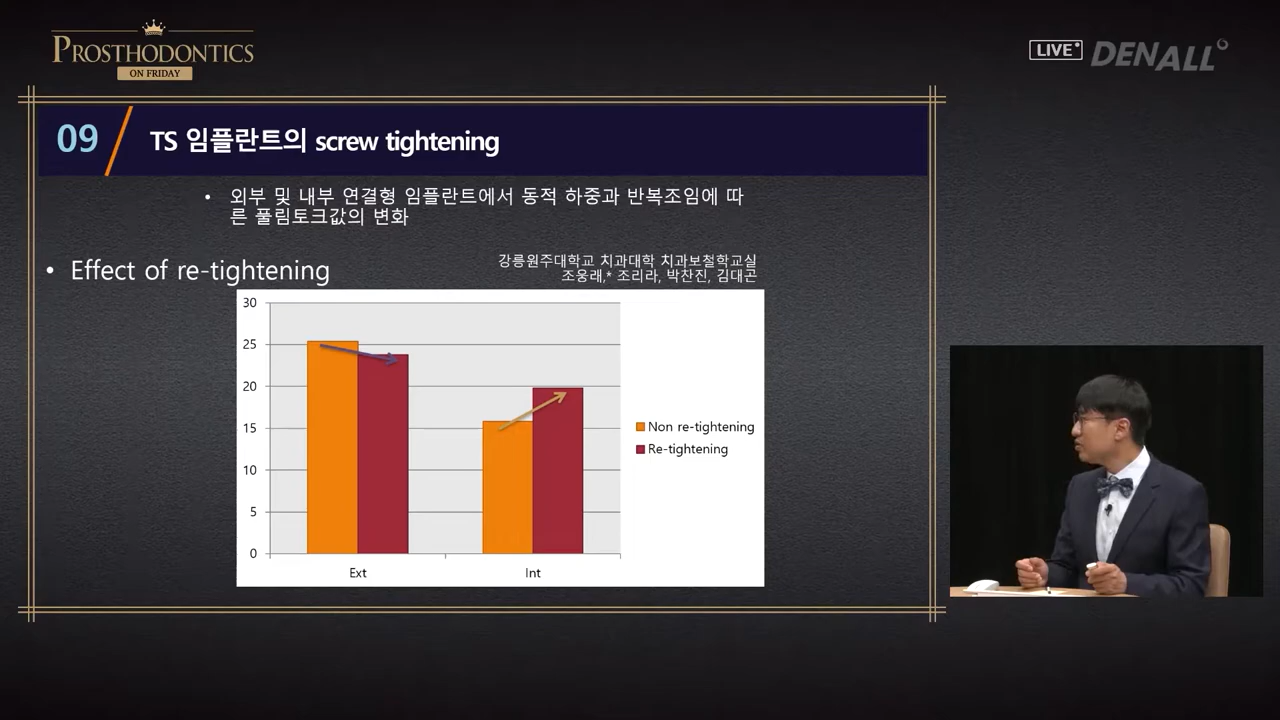 PROSTHODONTICS
ON FRIDAY
LIVE
DENALL
09
TS 임플란트의 screw tightening
• 외부 및 내부 연결형 임플란트에서 동적 하중과 반복조임에 따
른 풀림토크값의 변화
• Effect of re-tightening
강릉원주대학교 치과대학 치과보철학교실
조웅래,* 조리라, 박찬진, 김대곤
30
25
20
15
10
5
0
Ext
Int
Non re-tightening
Re-tightening